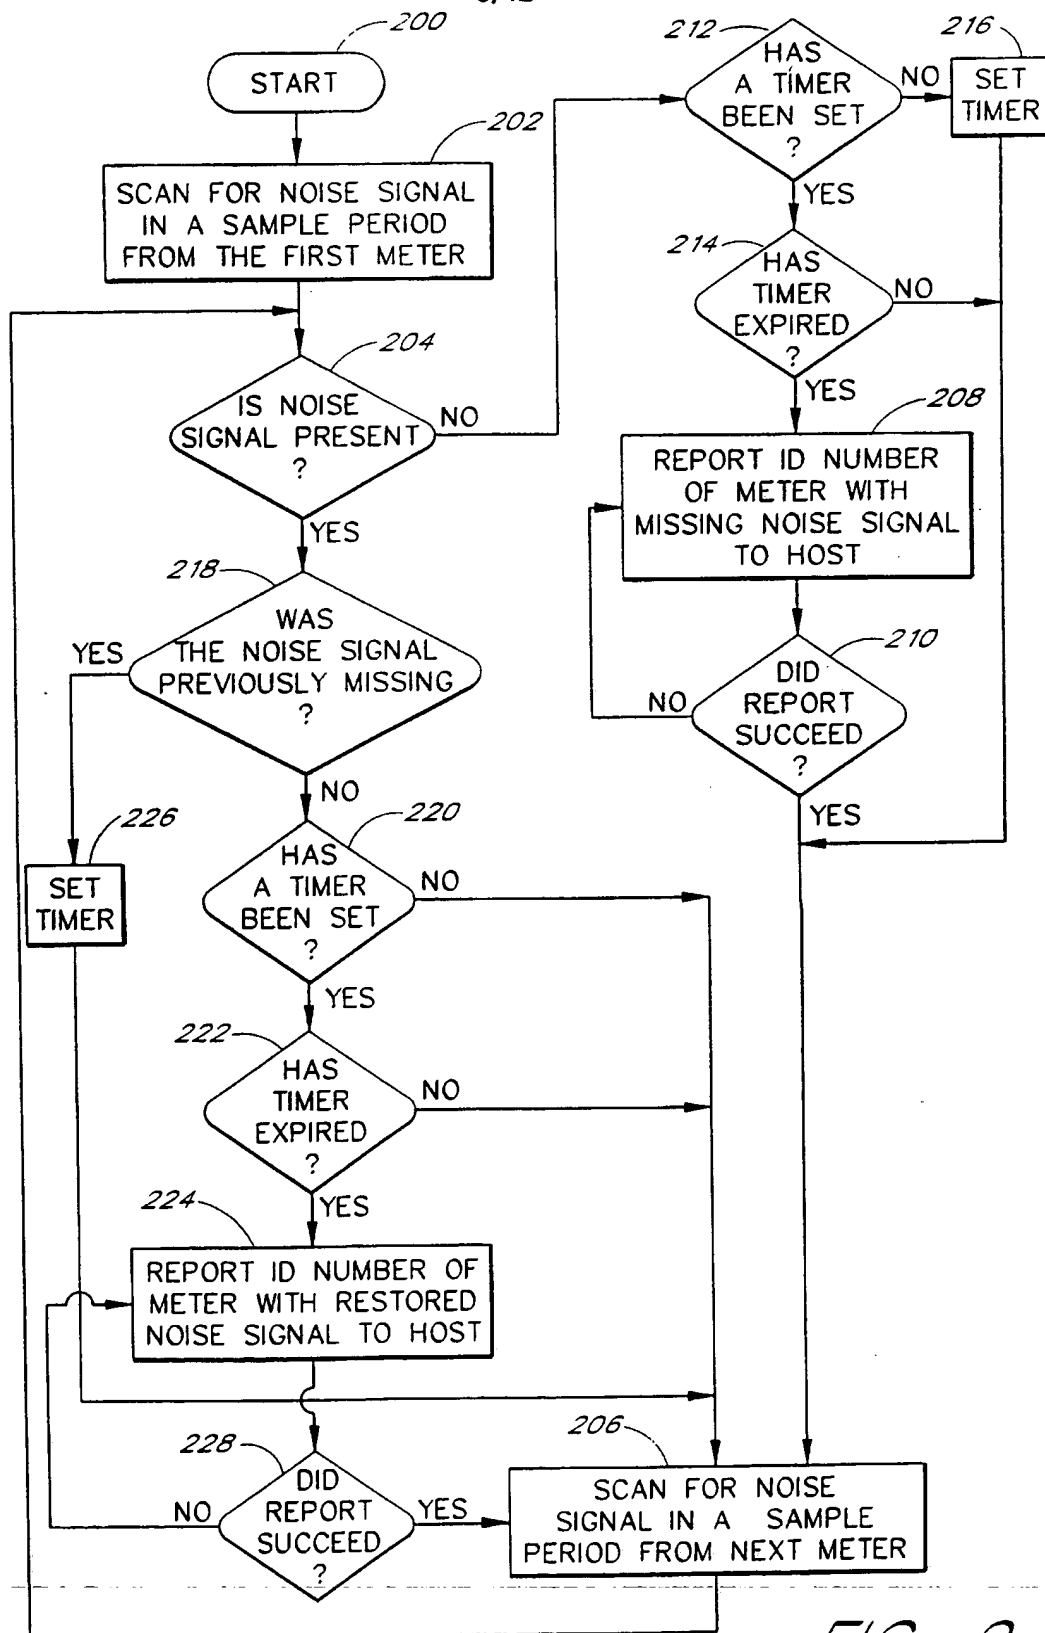 200
START
202
SCAN FOR NOISE SIGNAL
IN A SAMPLE PERIOD
FROM THE FIRST METER
204
IS NOISE
SIGNAL PRESENT
?
NO
YES
218
WAS
THE NOISE SIGNAL
PREVIOUSLY MISSING
?
YES
NO
226
SET
TIMER
220
HAS
A TIMER
BEEN SET
?
NO
YES
222
HAS
TIMER
EXPIRED
?
NO
YES
224
REPORT ID NUMBER OF
METER WITH RESTORED
NOISE SIGNAL TO HOST
228
DID
REPORT
SUCCEED
?
NO
YES
206
SCAN FOR NOISE
SIGNAL IN A SAMPLE
PERIOD FROM NEXT METER
212
HAS
A TIMER
BEEN SET
?
NO
YES
216
SET
TIMER
214
HAS
TIMER
EXPIRED
?
NO
YES
208
REPORT ID NUMBER
OF METER WITH
MISSING NOISE SIGNAL
TO HOST
210
DID
REPORT
SUCCEED
?
NO
YES